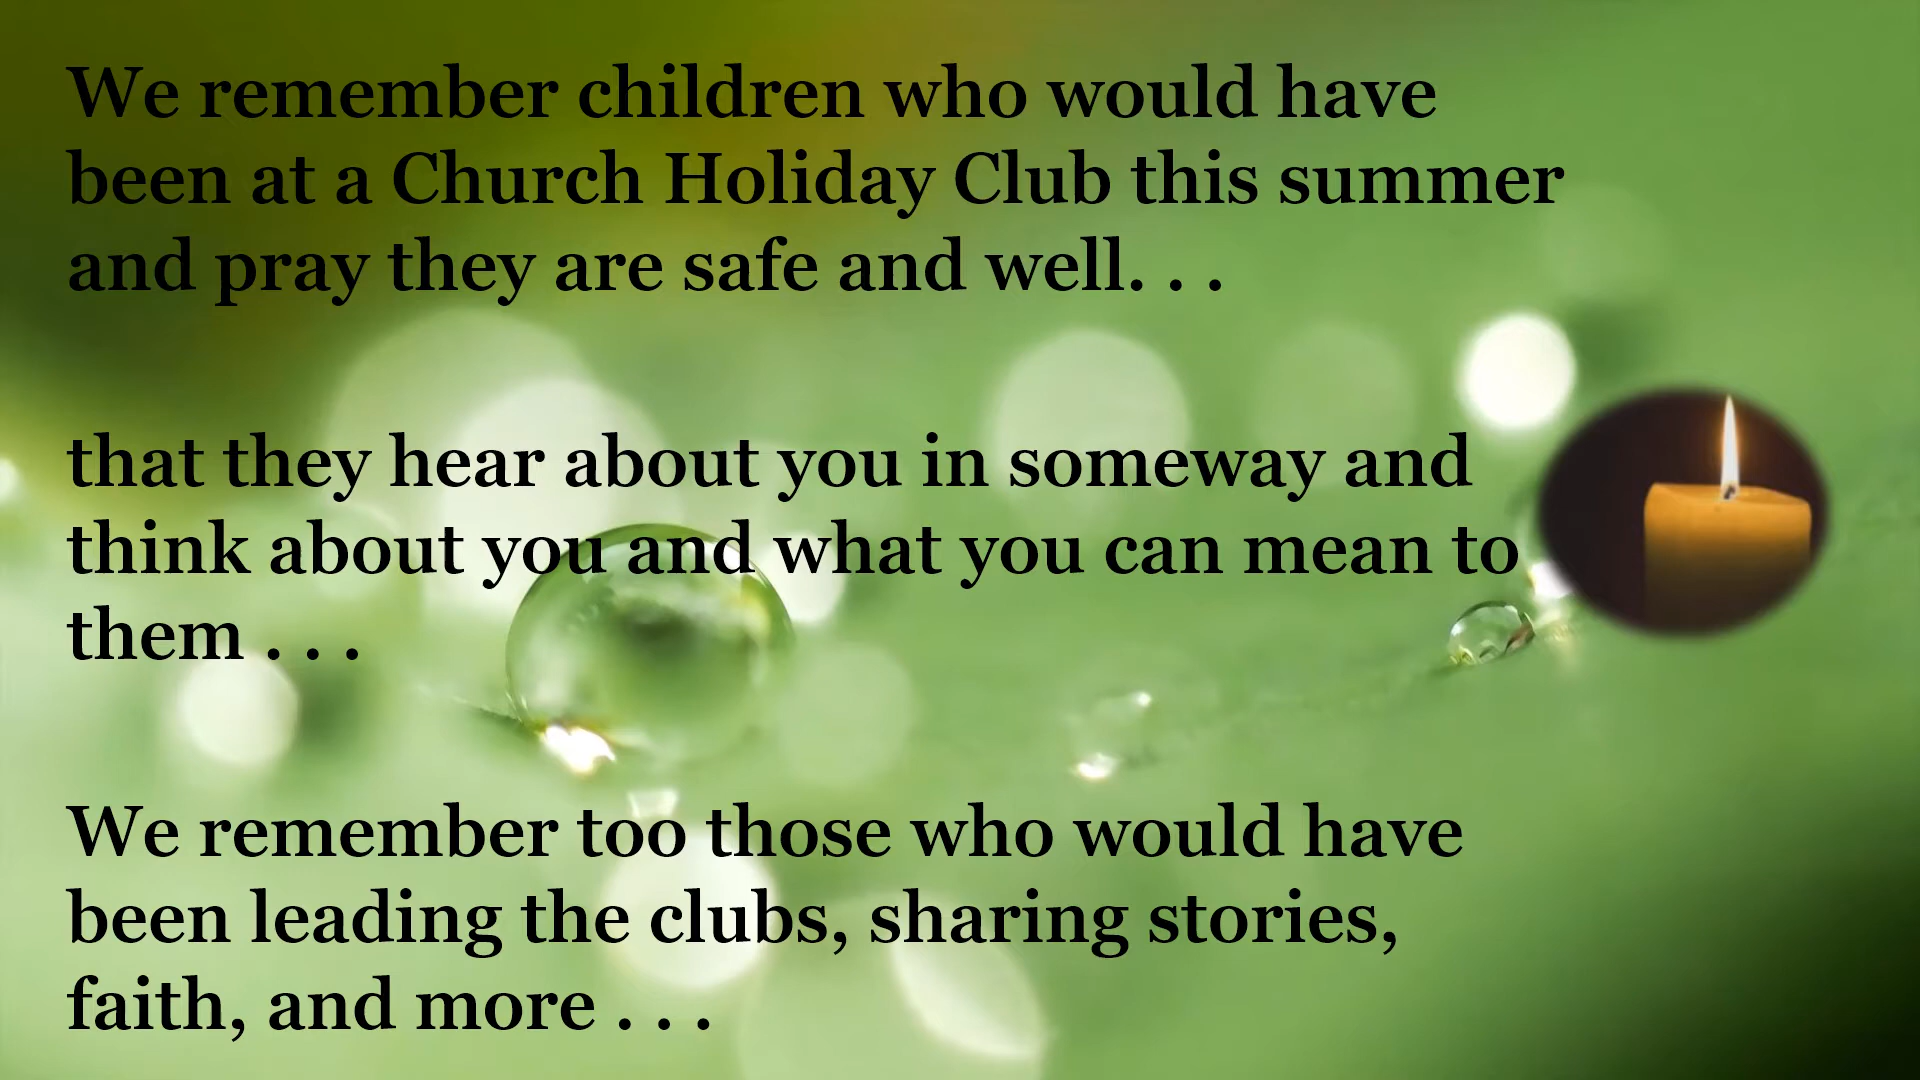 We remember children who would have
been at a Church Holiday Club this summer
and pray they are safe and well. . .
that they hear about you in someway and
think about you and what you can mean to
them . . .
We remember too those who would have
been leading the clubs, sharing stories,
faith, and more . . .